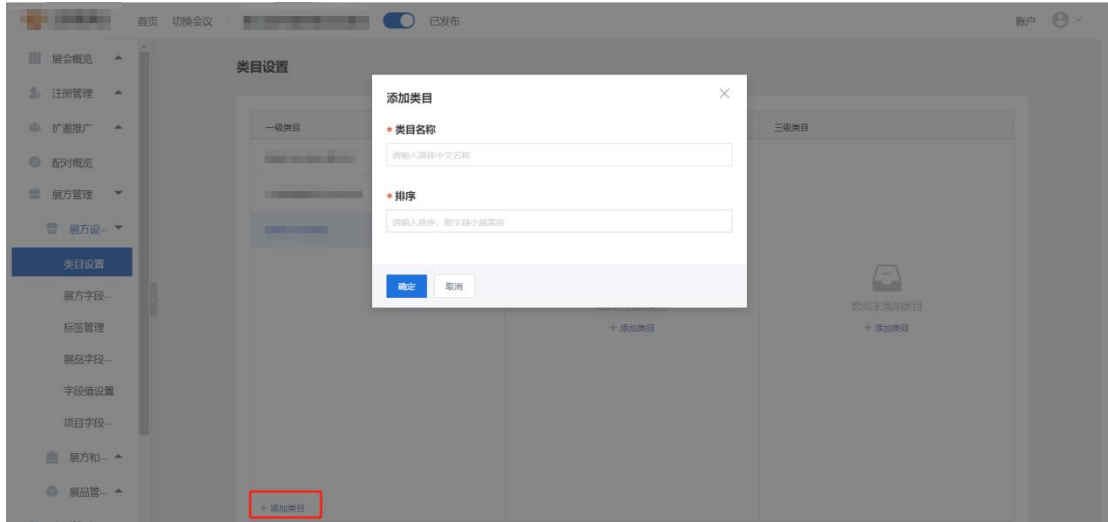 首页 切换会议 已发布 账户
展会概览
注册管理
扩邀推广
配对概览
展方管理
展方设...
类目设置
展方字段...
标签管理
展品字段...
字段值设置
项目字段...
展方和...
展品管...
类目设置
一级类目
三级类目
添加类目
* 类目名称
请输入简体中文名称
* 排序
请输入排序，数字越小越靠前
确定 取消
+ 添加类目
您尚未添加类目
+ 添加类目
+ 添加类目